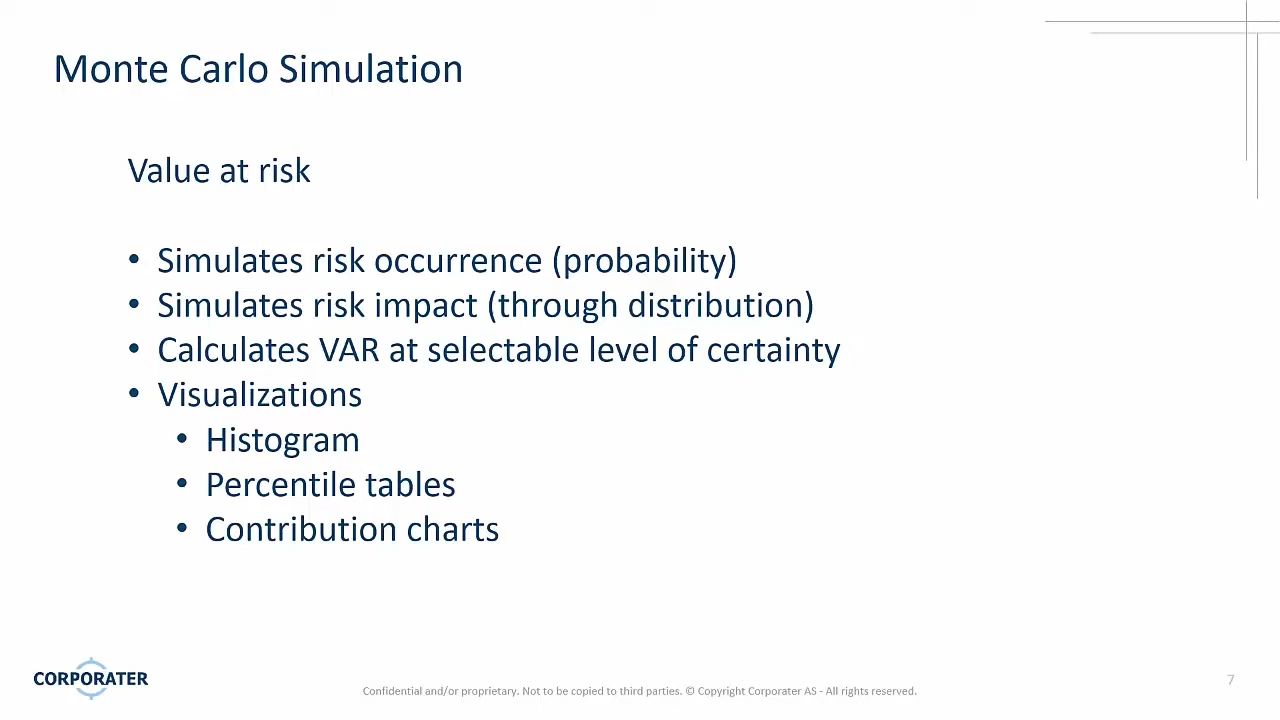 Monte Carlo Simulation
Value at risk
• Simulates risk occurrence (probability)
• Simulates risk impact (through distribution)
• Calculates VAR at selectable level of certainty
• Visualizations
• Histogram
• Percentile tables
• Contribution charts
CORPORATER
Confidential and/or proprietary. Not to be copied to third parties. © Copyright Corporater AS - All rights reserved.
7